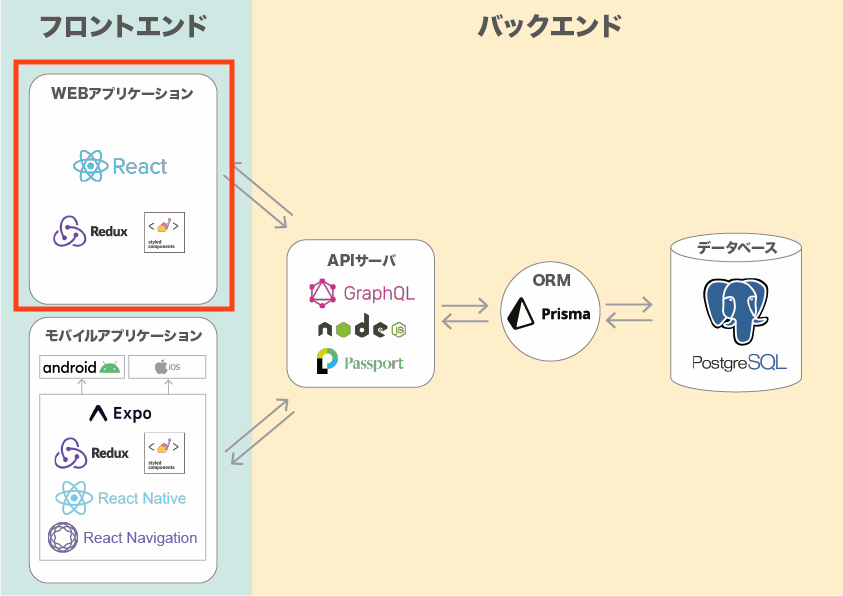 フロントエンド
バックエンド
WEBアプリケーション
React
Redux
< >
styled
components
APIサーバ
GraphQL
node
JS
Passport
ORM
Prisma
データベース
PostgreSQL
モバイルアプリケーション
android
iOS
Expo
Redux
< >
styled
components
React Native
React Navigation